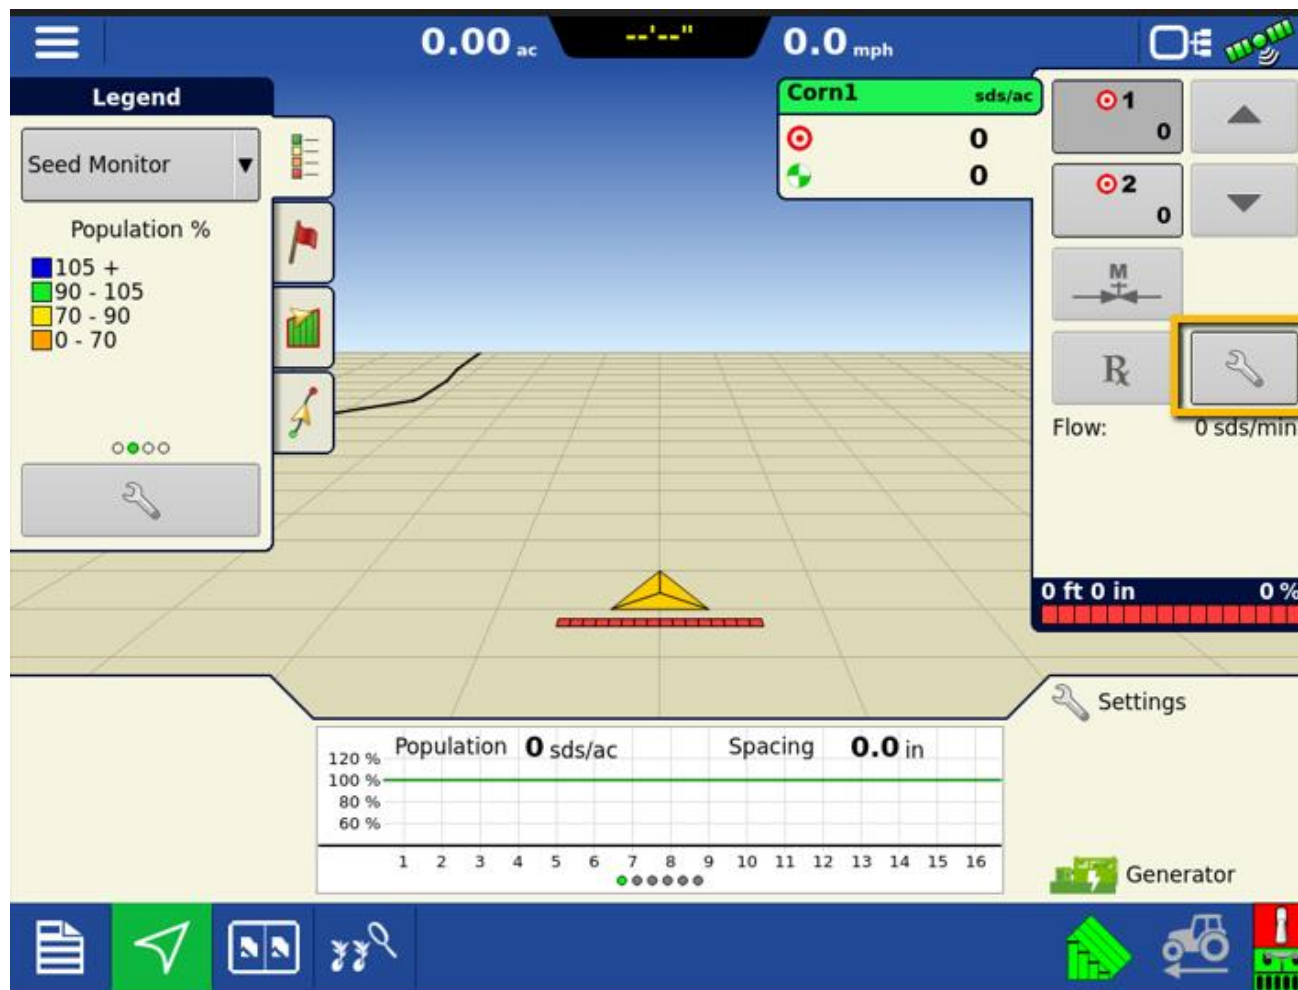 0.00 ac
--'--"
0.0 mph
Legend
Seed Monitor
Population %
105 +
90 - 105
70 - 90
0 - 70
Corn1 sds/ac
0
0
1
0
2
0
M
Rx
Flow: 0 sds/min
0 ft 0 in 0 %
Settings
Population 0 sds/ac Spacing 0.0 in
120 %
100 %
80 %
60 %
1 2 3 4 5 6 7 8 9 10 11 12 13 14 15 16
Generator